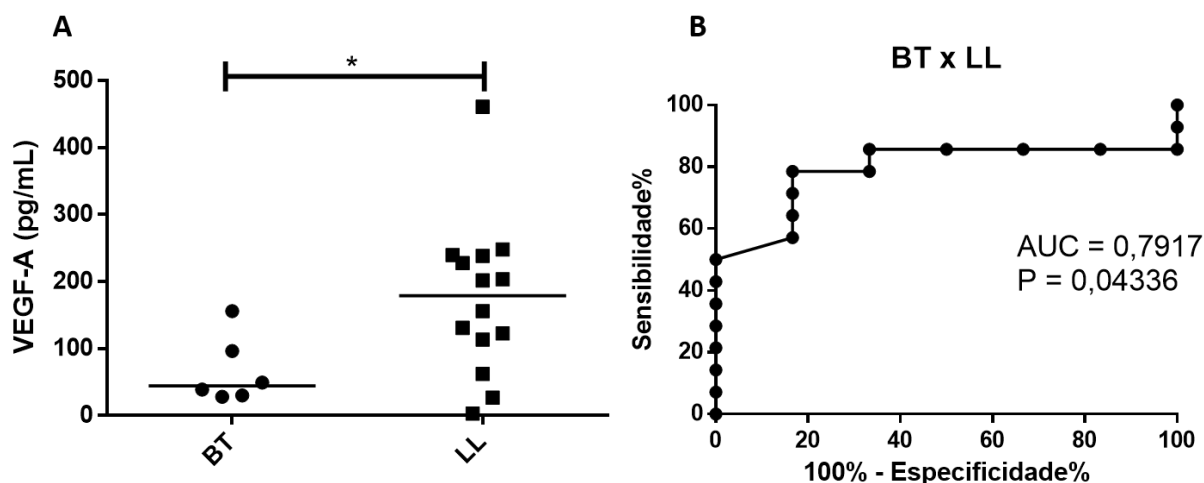 A
*
VEGF-A (pg/mL)
500
400
300
200
100
0
BT
LL
B
BT x LL
Sensibilidade%
100
80
60
40
20
0
AUC = 0,7917
P = 0,04336
0 20 40 60 80 100
100% - Especificidade%